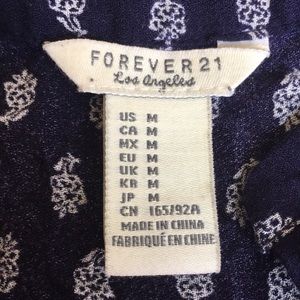 FOREVER 21
Los Angeles
US M
CA M
MX M
EU M
UK M
KR M
JP M
CN 165/92A
MADE IN CHINA
FABRIQUÉ EN CHINE